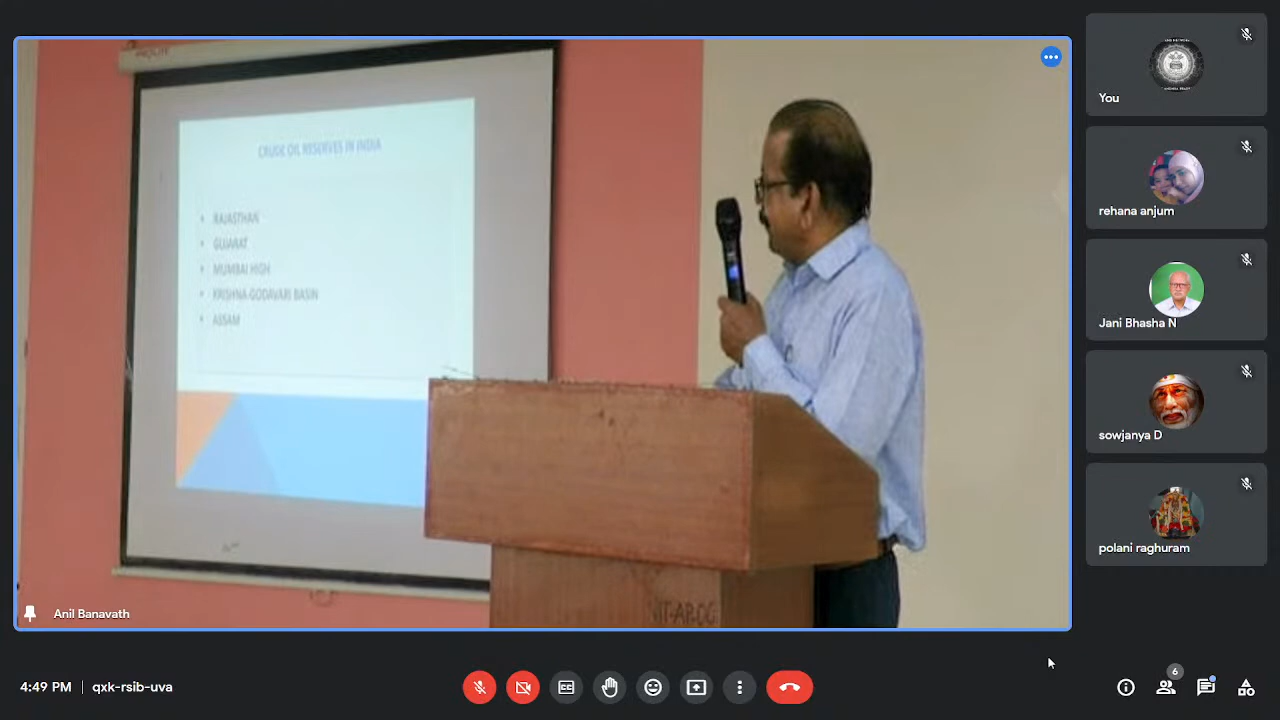 CRUDE OIL RESERVES IN INDIA
• RAJASTHAN
• GUJARAT
• MUMBAI HIGH
• KRISHNA-GODAVARI BASIN
• ASSAM
Anil Banavath
You
rehana anjum
Jani Bhasha N
sowjanya D
polani raghuram
4:49 PM | qxk-rsib-uva
CC
6